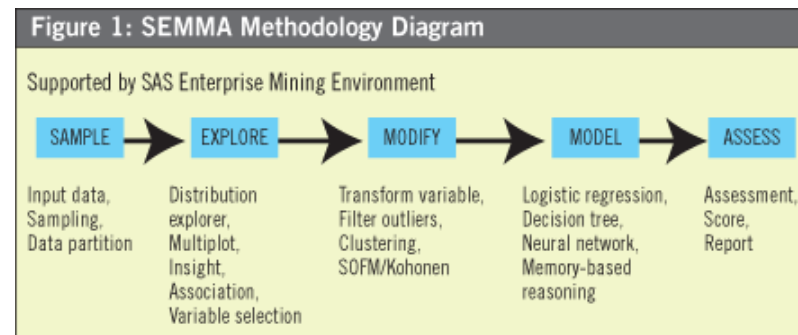 Figure 1: SEMMA Methodology Diagram
Supported by SAS Enterprise Mining Environment
SAMPLE
EXPLORE
MODIFY
MODEL
ASSESS
Input data,
Sampling,
Data partition
Distribution
explorer,
Multiplot,
Insight,
Association,
Variable selection
Transform variable,
Filter outliers,
Clustering,
SOFM/Kohonen
Logistic regression,
Decision tree,
Neural network,
Memory-based
reasoning
Assessment,
Score,
Report